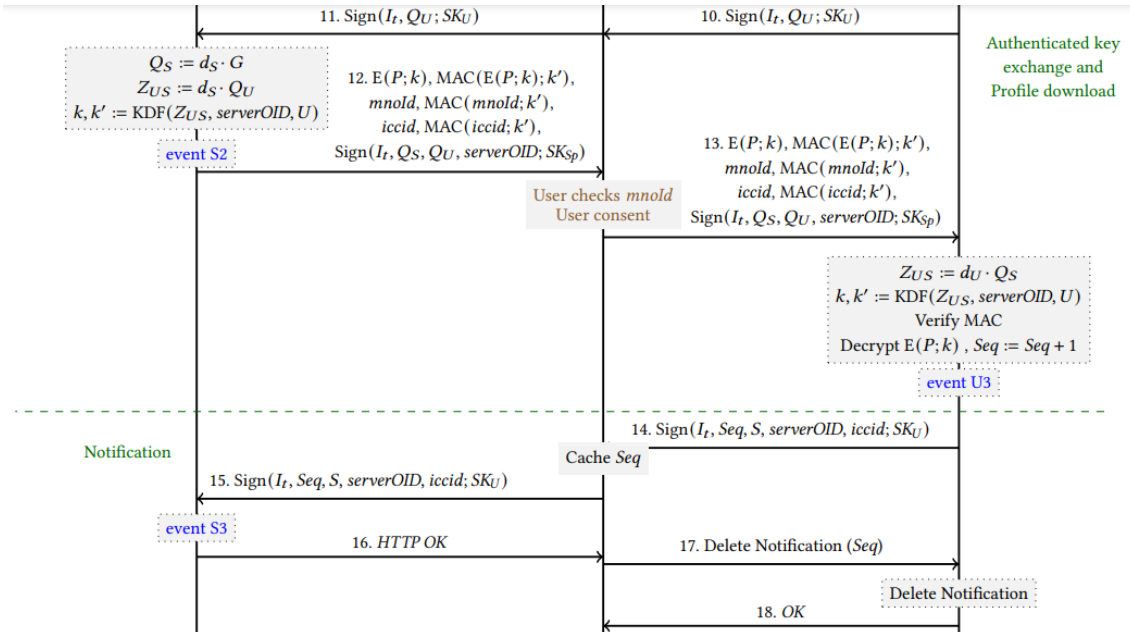 11. Sign(I_t, Q_U; SK_U)
10. Sign(I_t, Q_U; SK_U)
Authenticated key
exchange and
Profile download
Q_S := d_S · G
Z_US := d_S · Q_U
k, k′ := KDF(Z_US, serverOID, U)
event S2
12. E(P; k), MAC(E(P; k); k′),
mnoId, MAC(mnoId; k′),
iccid, MAC(iccid; k′),
Sign(I_t, Q_S, Q_U, serverOID; SK_Sp)
User checks mnoId
User consent
13. E(P; k), MAC(E(P; k); k′),
mnoId, MAC(mnoId; k′),
iccid, MAC(iccid; k′),
Sign(I_t, Q_S, Q_U, serverOID; SK_Sp)
Z_US := d_U · Q_S
k, k′ := KDF(Z_US, serverOID, U)
Verify MAC
Decrypt E(P; k) , Seq := Seq + 1
event U3
Notification
14. Sign(I_t, Seq, S, serverOID, iccid; SK_U)
Cache Seq
15. Sign(I_t, Seq, S, serverOID, iccid; SK_U)
event S3
16. HTTP OK
17. Delete Notification (Seq)
Delete Notification
18. OK